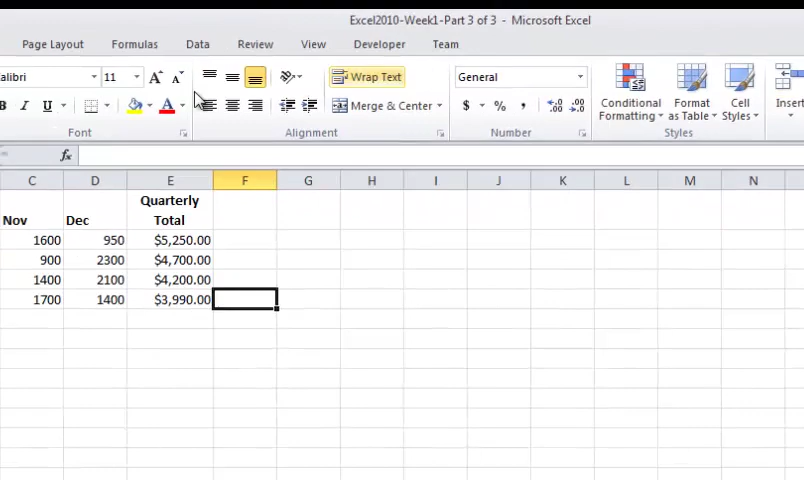 Excel2010-Week1-Part 3 of 3 - Microsoft Excel
Page Layout Formulas Data Review View Developer Team
alibri 11 A A Wrap Text General
B I U A Merge & Center $ % , .00 .00
Conditional Formatting Format as Table Cell Styles Insert
Font Alignment Number Styles
fx
C D E F G H I J K L M N
Nov Dec Quarterly Total
1600 950 $5,250.00
900 2300 $4,700.00
1400 2100 $4,200.00
1700 1400 $3,990.00